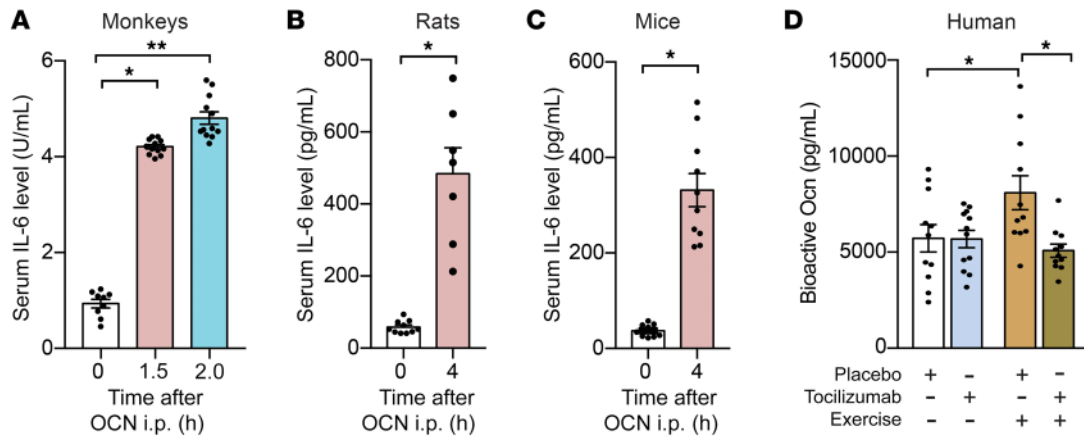 A
Monkeys
**
*
Serum IL-6 level (U/mL)
6
4
2
0
0 1.5 2.0
Time after
OCN i.p. (h)
B
Rats
*
Serum IL-6 level (pg/mL)
800
600
400
200
0
0 4
Time after
OCN i.p. (h)
C
Mice
*
Serum IL-6 level (pg/mL)
600
400
200
0
0 4
Time after
OCN i.p. (h)
D
Human
*
*
Bioactive Ocn (pg/mL)
15000
10000
5000
0
Placebo + – + –
Tocilizumab – + – +
Exercise – – + +